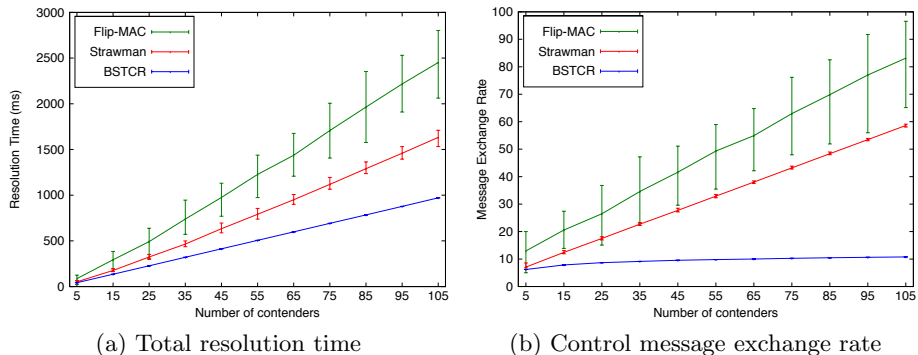 3000
2500
2000
1500
1000
500
0
Resolution Time (ms)
Flip-MAC
Strawman
BSTCR
5 15 25 35 45 55 65 75 85 95 105
Number of contenders
(a) Total resolution time
100
90
80
70
60
50
40
30
20
10
0
Message Exchange Rate
Flip-MAC
Strawman
BSTCR
5 15 25 35 45 55 65 75 85 95 105
Number of contenders
(b) Control message exchange rate